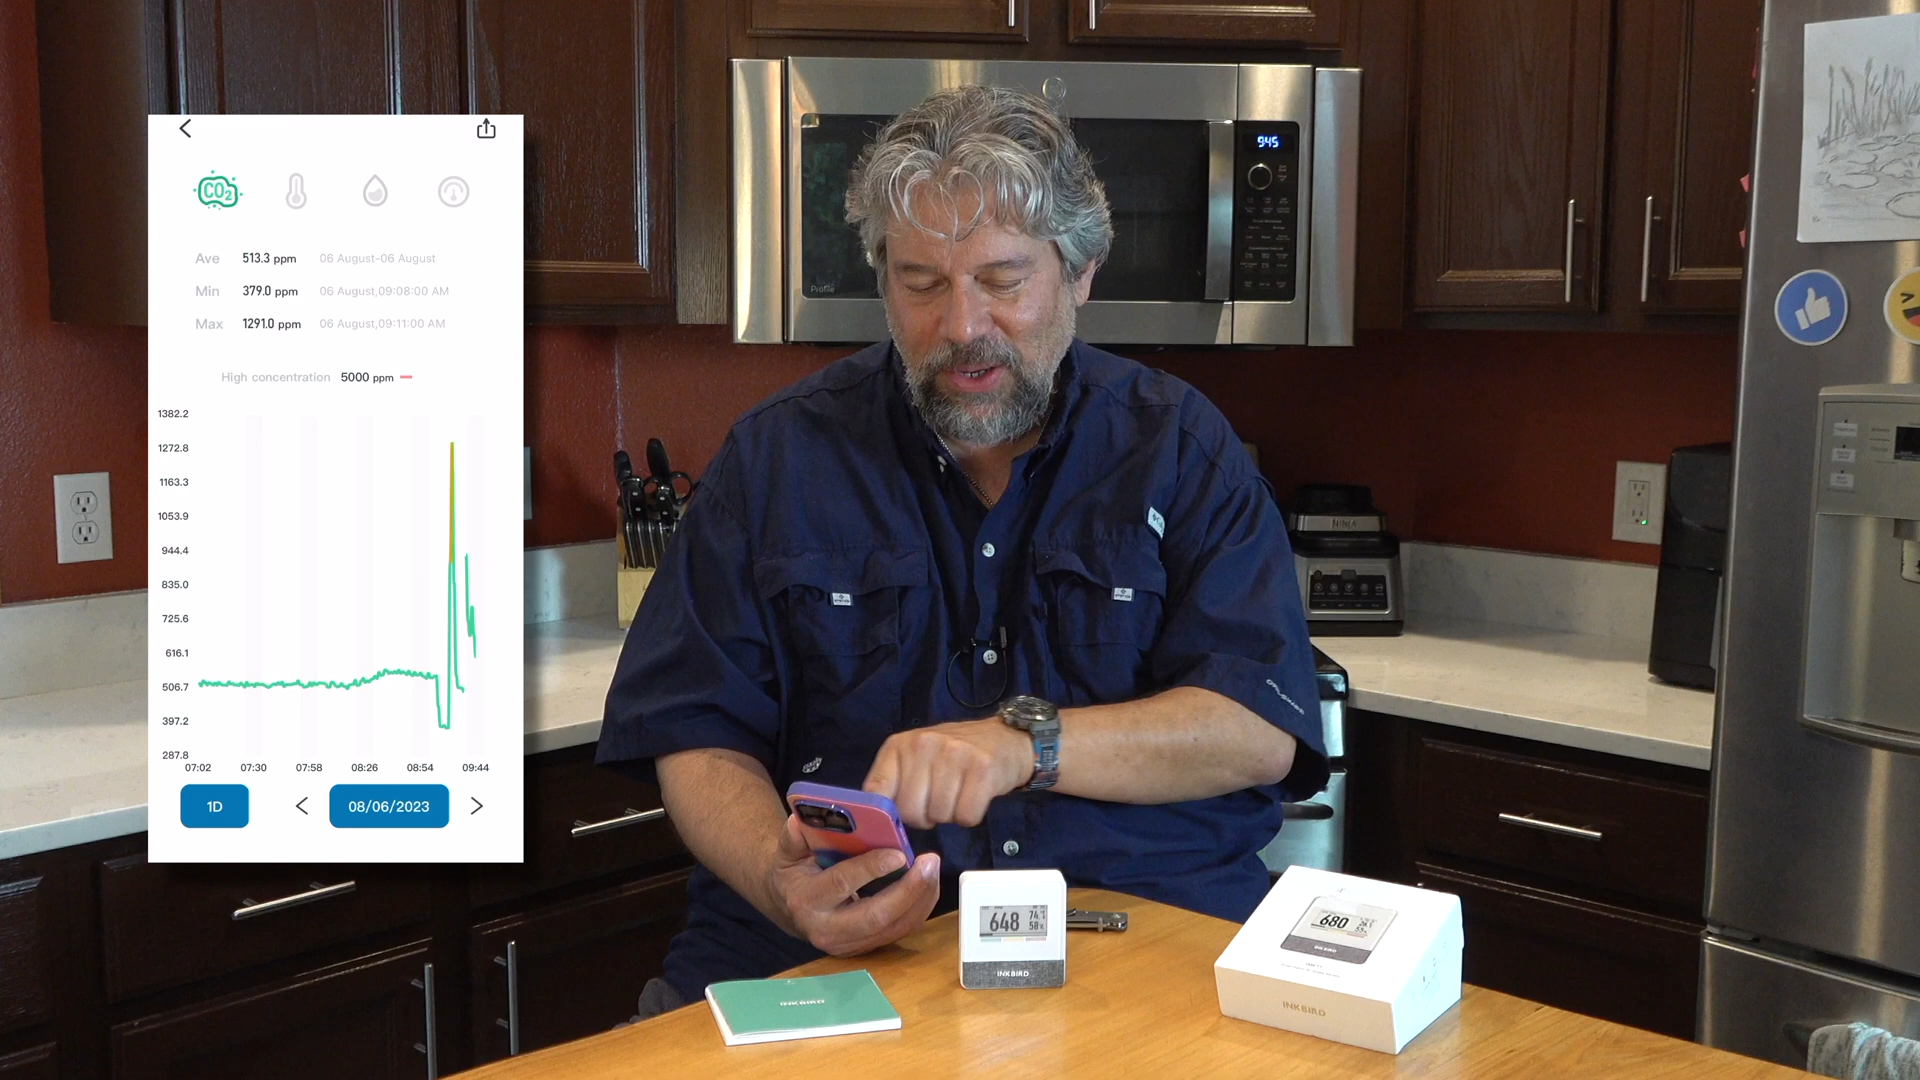 CO2
Ave 513.3 ppm 06 August-06 August
Min 379.0 ppm 06 August,09:08:00 AM
Max 1291.0 ppm 06 August,09:11:00 AM
High concentration 5000 ppm
1382.2
1272.8
1163.3
1053.9
944.4
835.0
725.6
616.1
506.7
397.2
287.8
07:02 07:30 07:58 08:26 08:54 09:44
1D
08/06/2023
945
Profile
NINJA
648
74
58
INKBIRD
INKBIRD
680
INKBIRD
INKBIRD